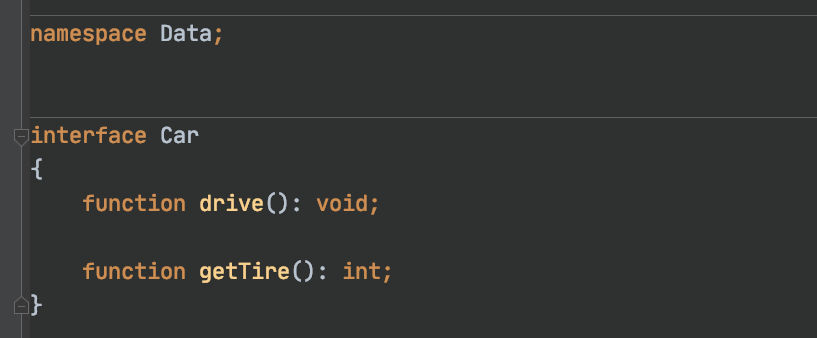 namespace Data;
interface Car
{
    function drive(): void;
    function getTire(): int;
}